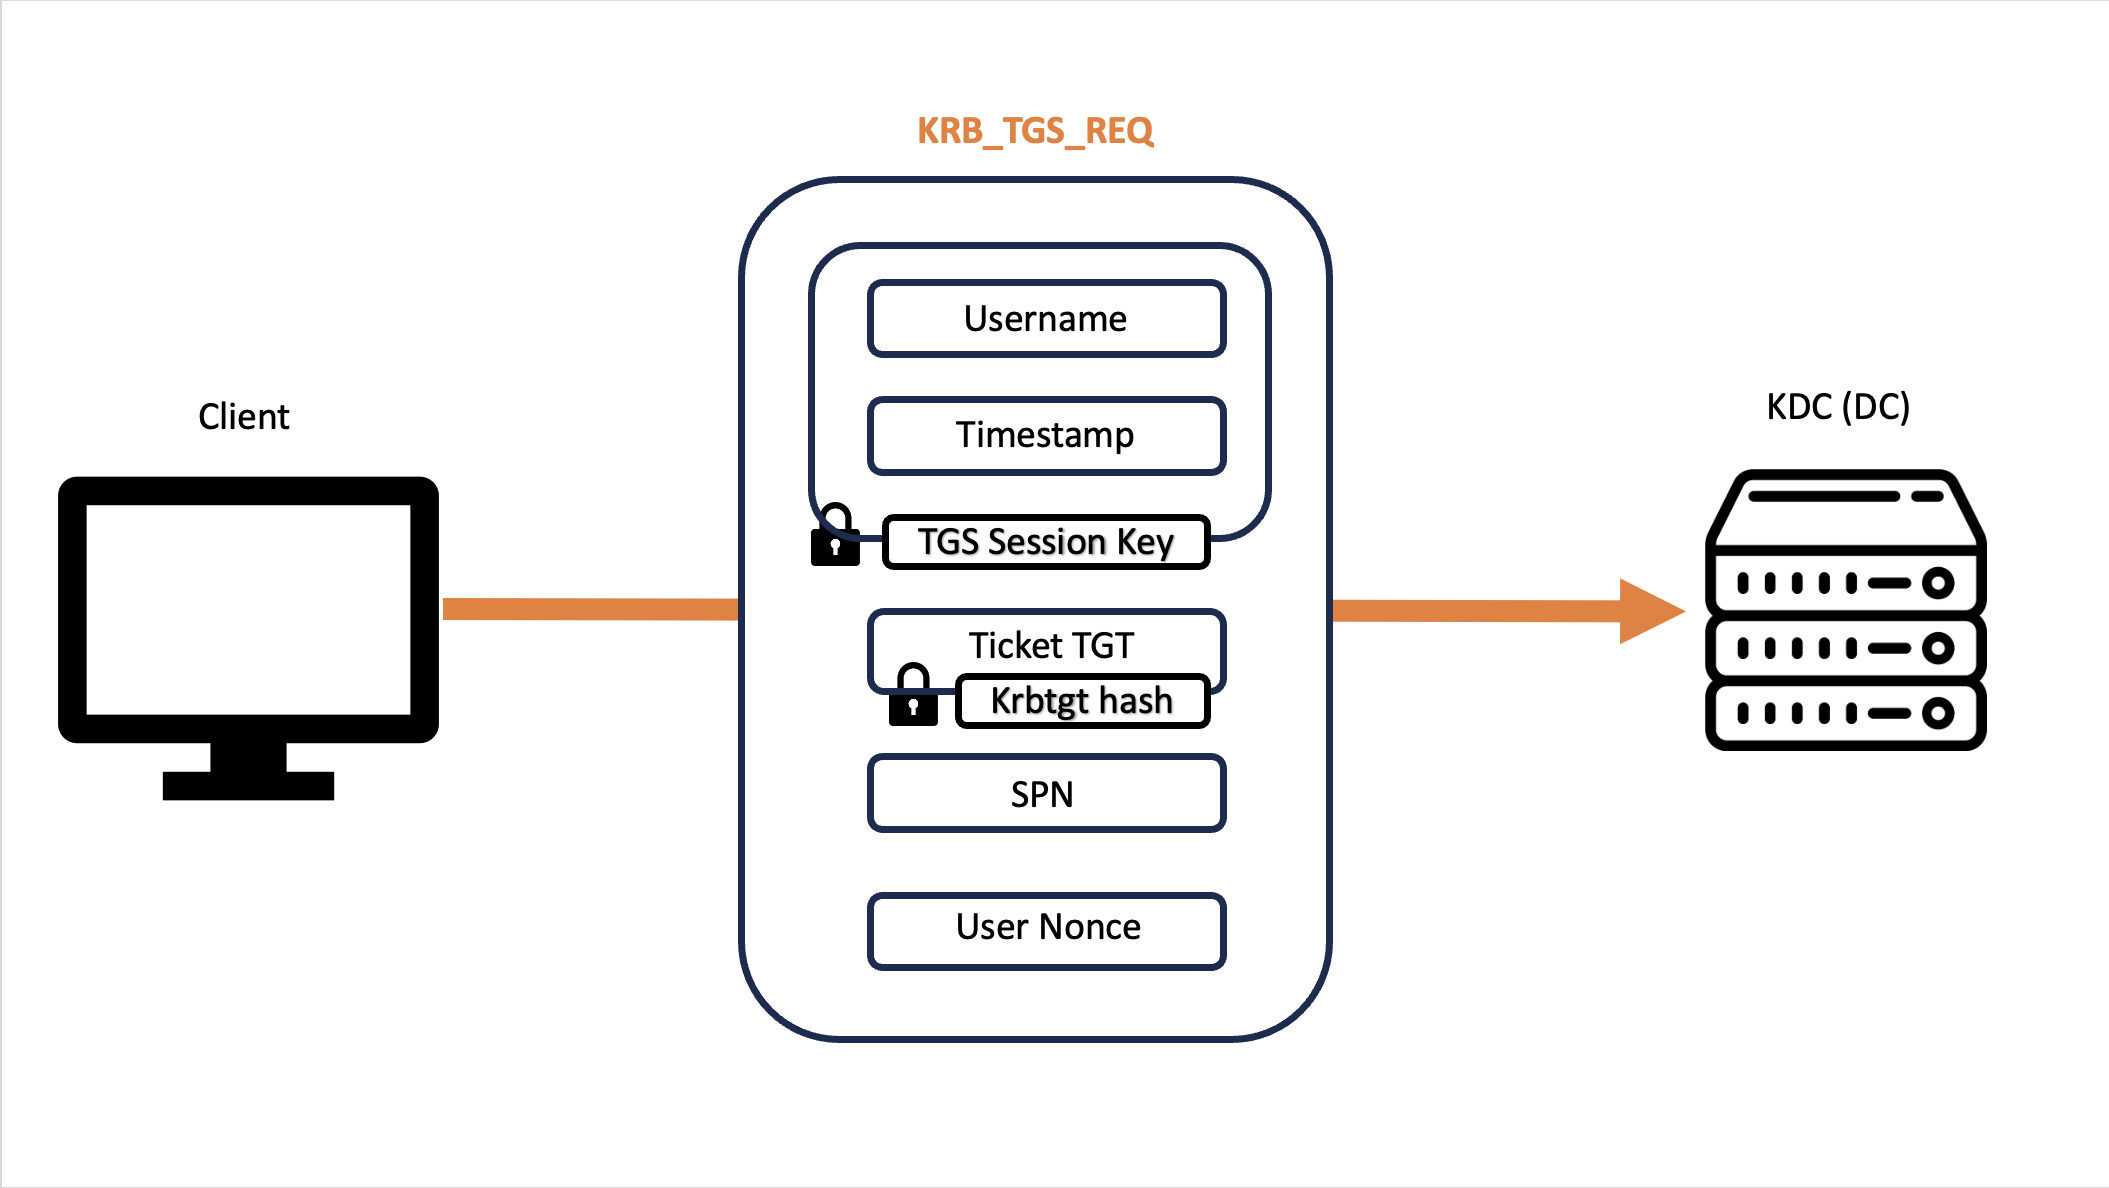 KRB_TGS_REQ
Client
Username
Timestamp
TGS Session Key
Ticket TGT
Krbtgt hash
SPN
User Nonce
KDC (DC)